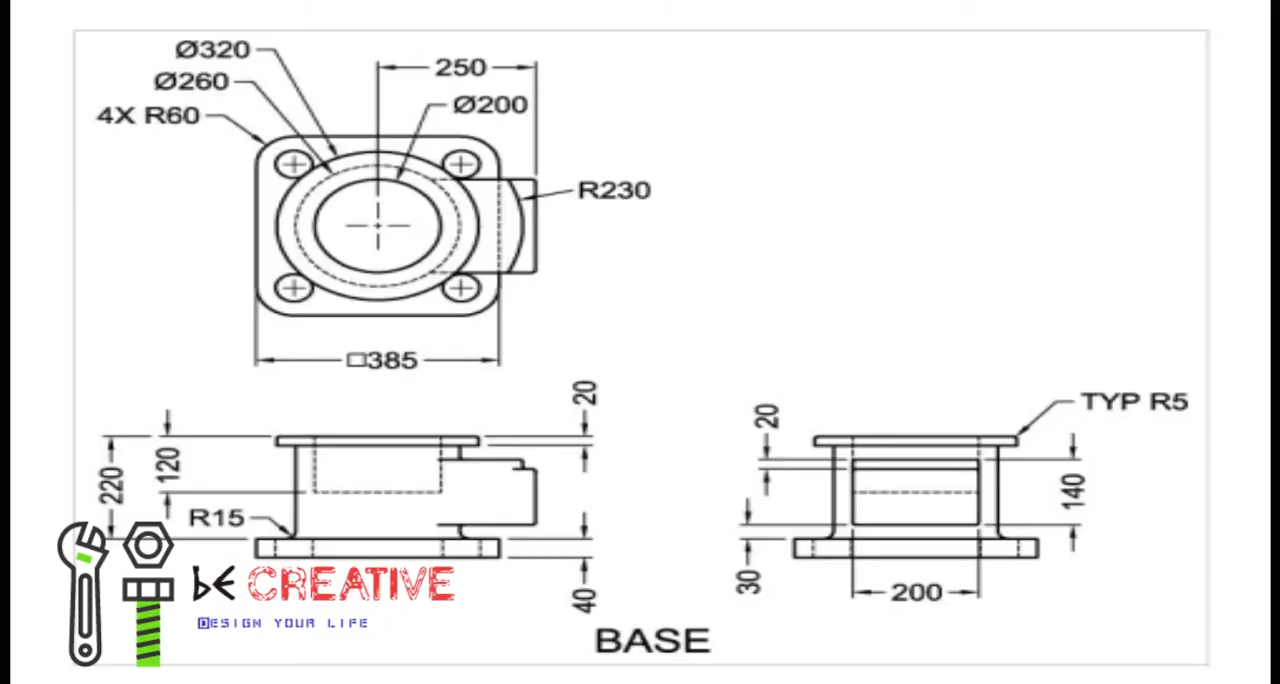 Ø320
250
Ø260
Ø200
4X R60
R230
□385
20
TYP R5
20
120
220
140
R15
bE CREATIVE
30
40
200
DESIGN YOUR LIFE
BASE